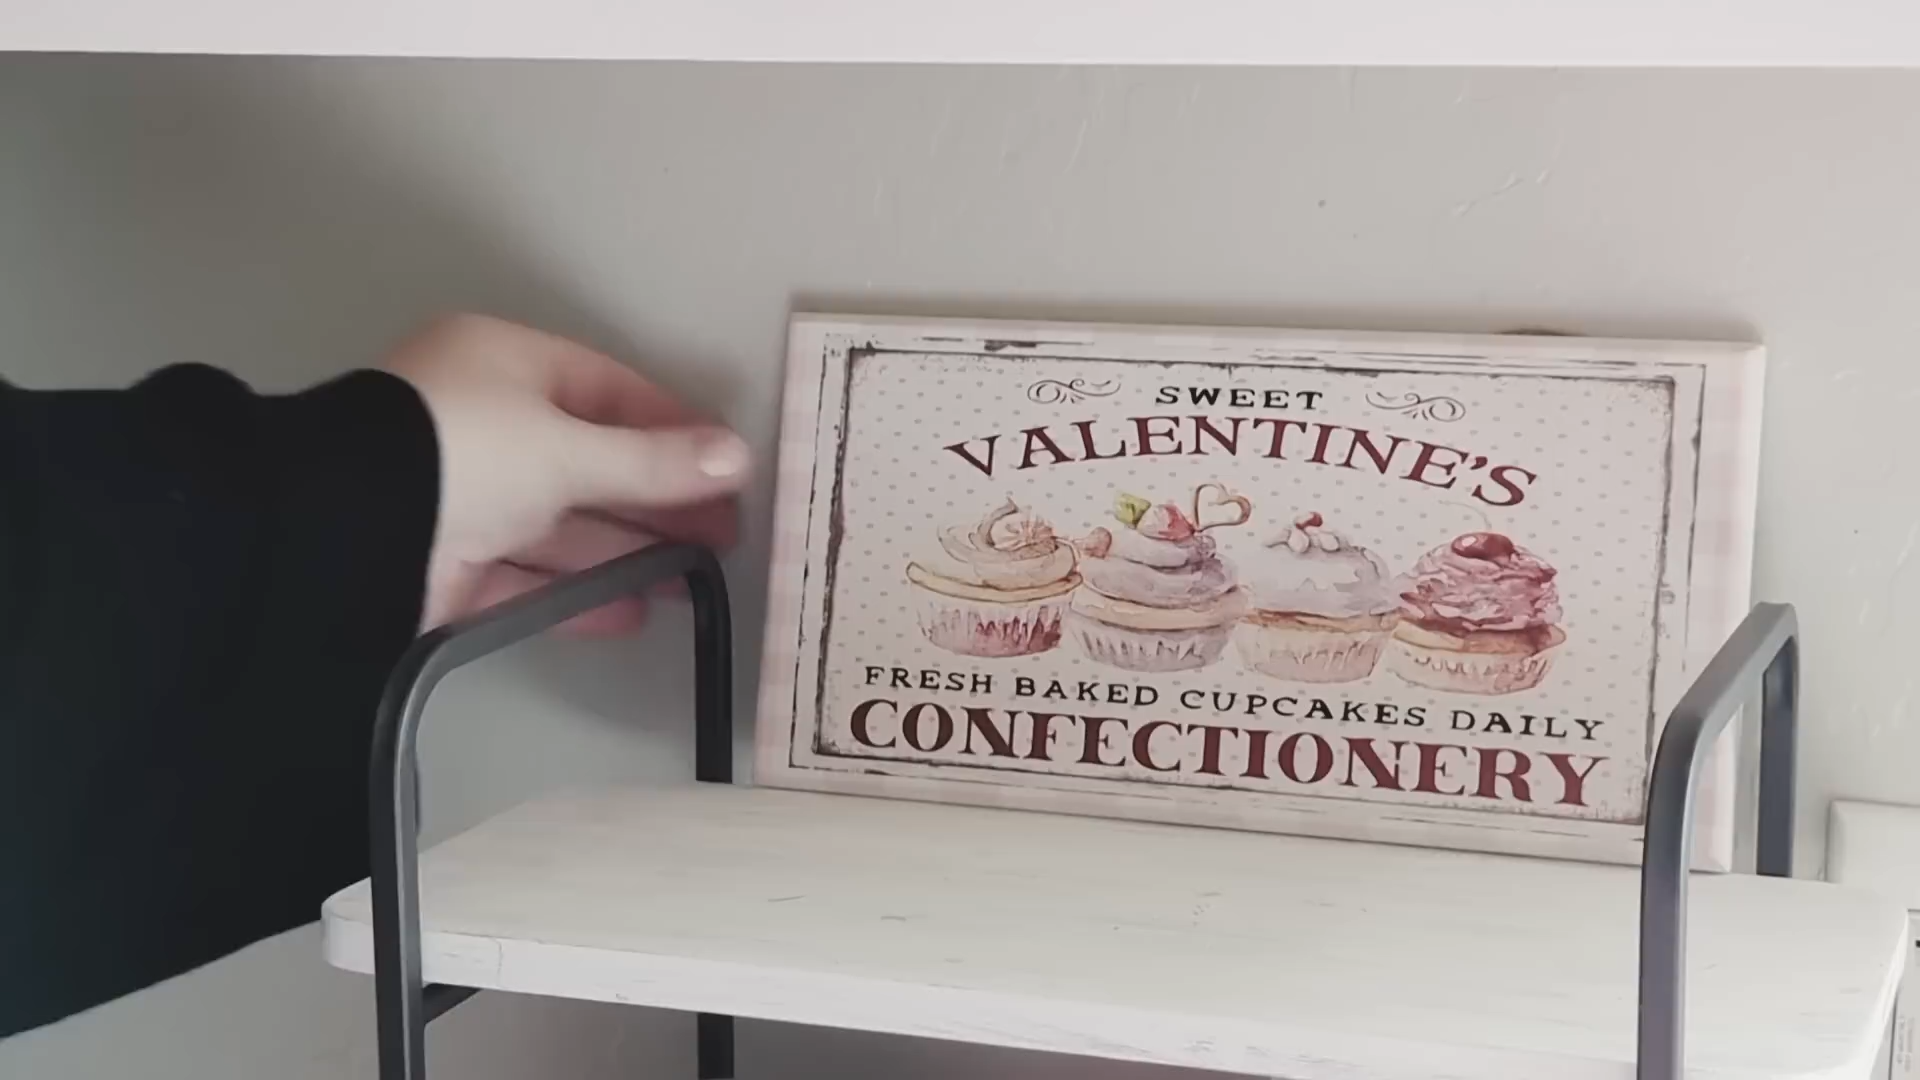 SWEET
VALENTINE'S
FRESH BAKED CUPCAKES DAILY
CONFECTIONERY